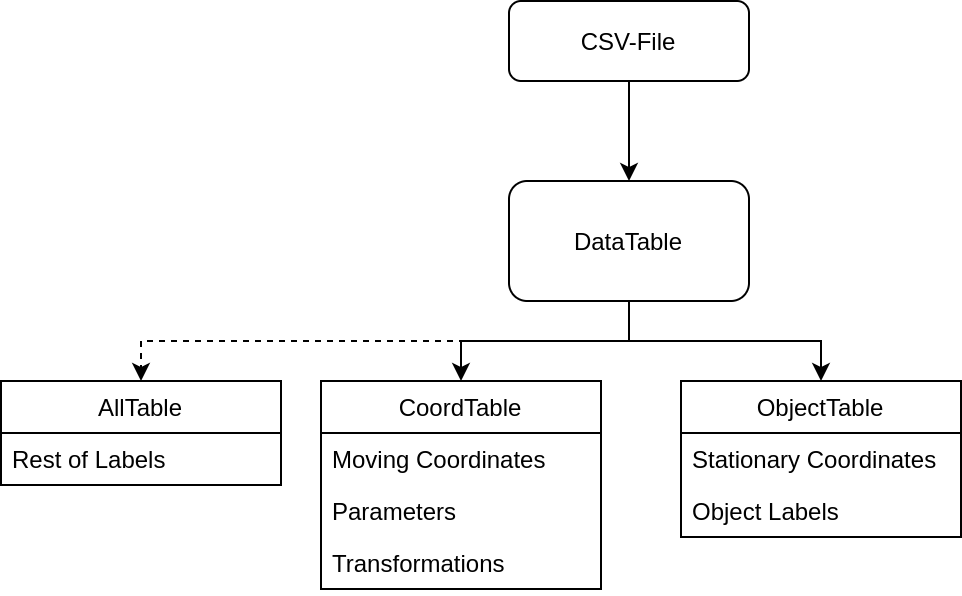 CSV-File
DataTable
AllTable
Rest of Labels
CoordTable
Moving Coordinates
Parameters
Transformations
ObjectTable
Stationary Coordinates
Object Labels